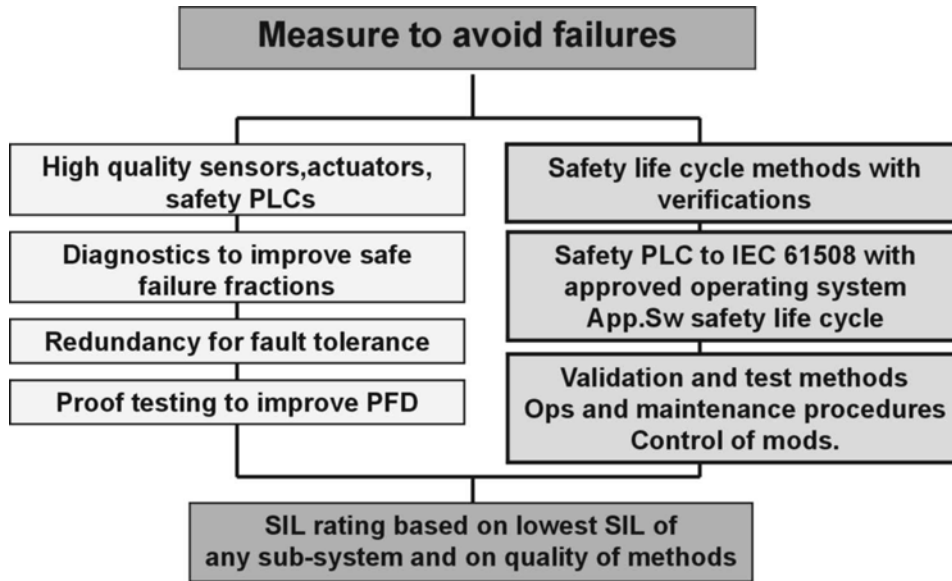 Measure to avoid failures
High quality sensors,actuators,
safety PLCs
Diagnostics to improve safe
failure fractions
Redundancy for fault tolerance
Proof testing to improve PFD
Safety life cycle methods with
verifications
Safety PLC to IEC 61508 with
approved operating system
App.Sw safety life cycle
Validation and test methods
Ops and maintenance procedures
Control of mods.
SIL rating based on lowest SIL of
any sub-system and on quality of methods